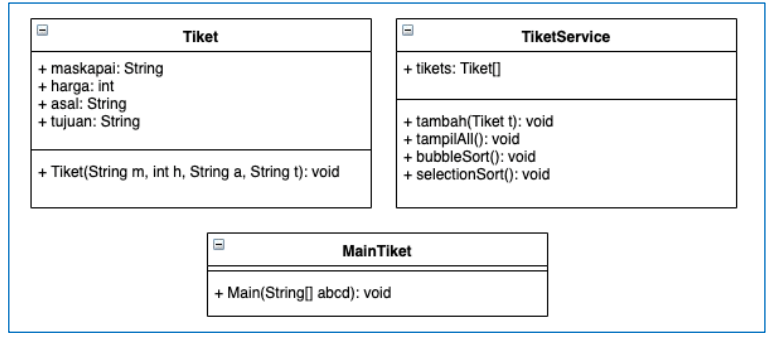 Tiket
+ maskapai: String
+ harga: int
+ asal: String
+ tujuan: String
+ Tiket(String m, int h, String a, String t): void
TiketService
+ tikets: Tiket[]
+ tambah(Tiket t): void
+ tampilAll(): void
+ bubbleSort(): void
+ selectionSort(): void
MainTiket
+ Main(String[] abcd): void